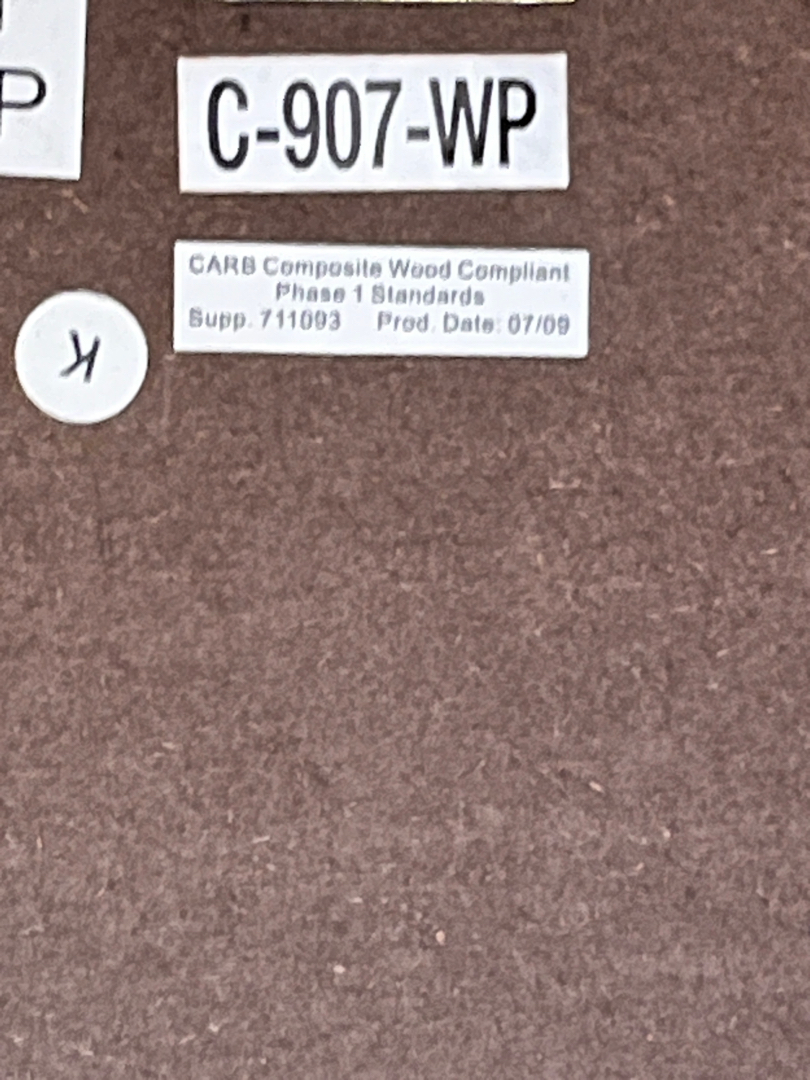 P
C-907-WP
CARB Composite Wood Compliant
Phase 1 Standards
Supp. 711093 Prod. Date: 07/09
K